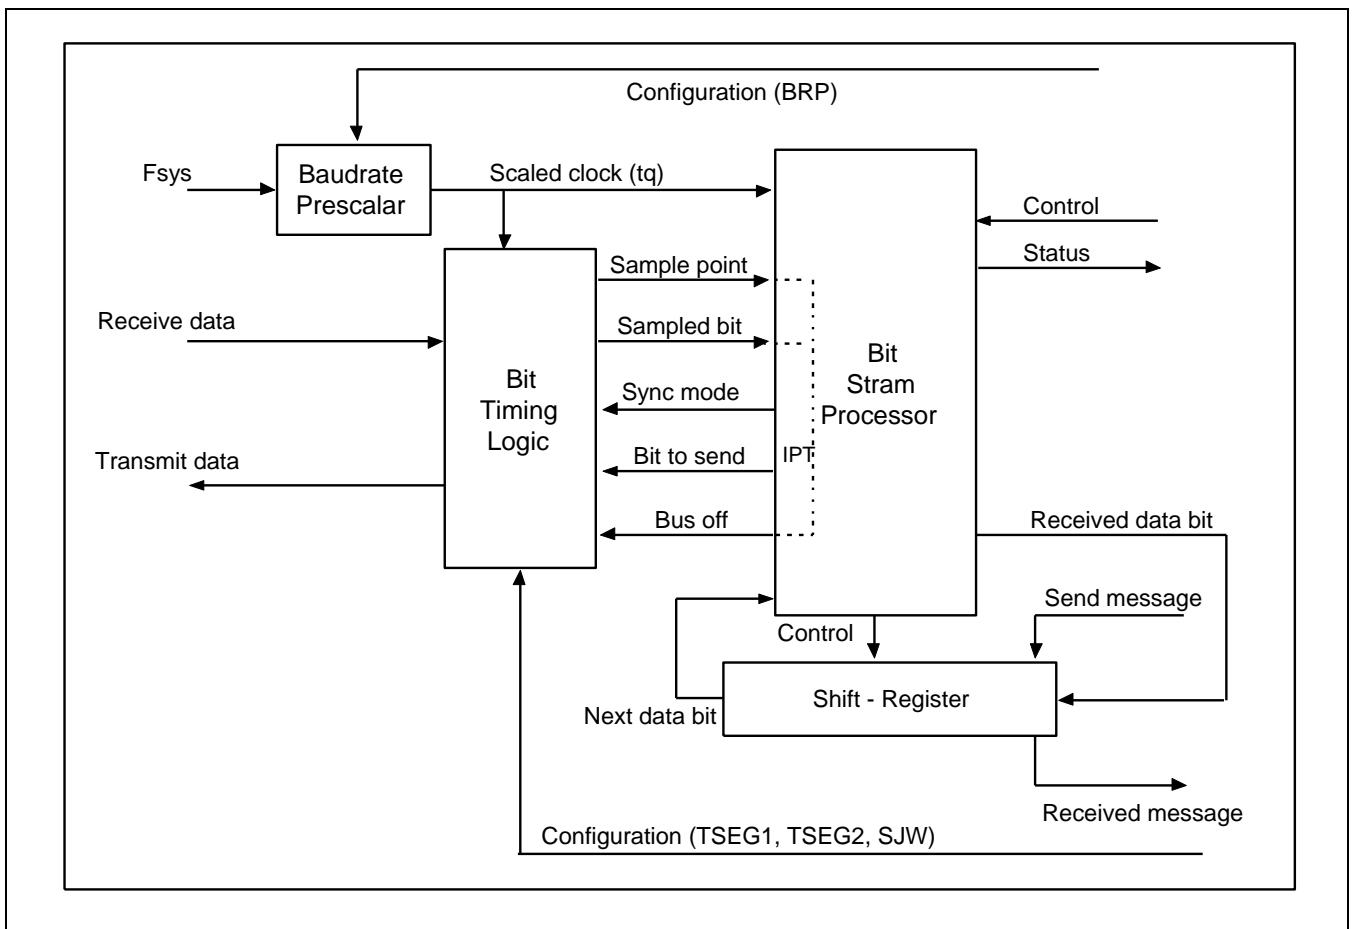 Configuration (BRP)
Fsys
Baudrate
Prescalar
Scaled clock (tq)
Control
Status
Sample point
Receive data
Sampled bit
Bit
Timing
Logic
Sync mode
Bit
Stram
Processor
Transmit data
Bit to send
IPT
Bus off
Received data bit
Send message
Control
Shift - Register
Next data bit
Received message
Configuration (TSEG1, TSEG2, SJW)